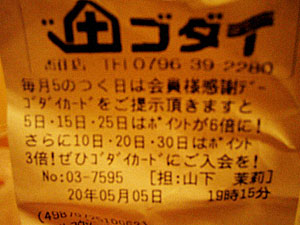 ゴダイ
TEL0796 39 2280
毎月5のつく日は会員様感謝デー
ゴダイカードをご提示頂きますと
5日・15日・25日はポイントが6倍に!
さらに10日・20日・30日はポイント
3倍!ぜひゴダイカードにご入会を!
No:03-7595 [担:山下 茉莉]
20年05月05日 19時15分